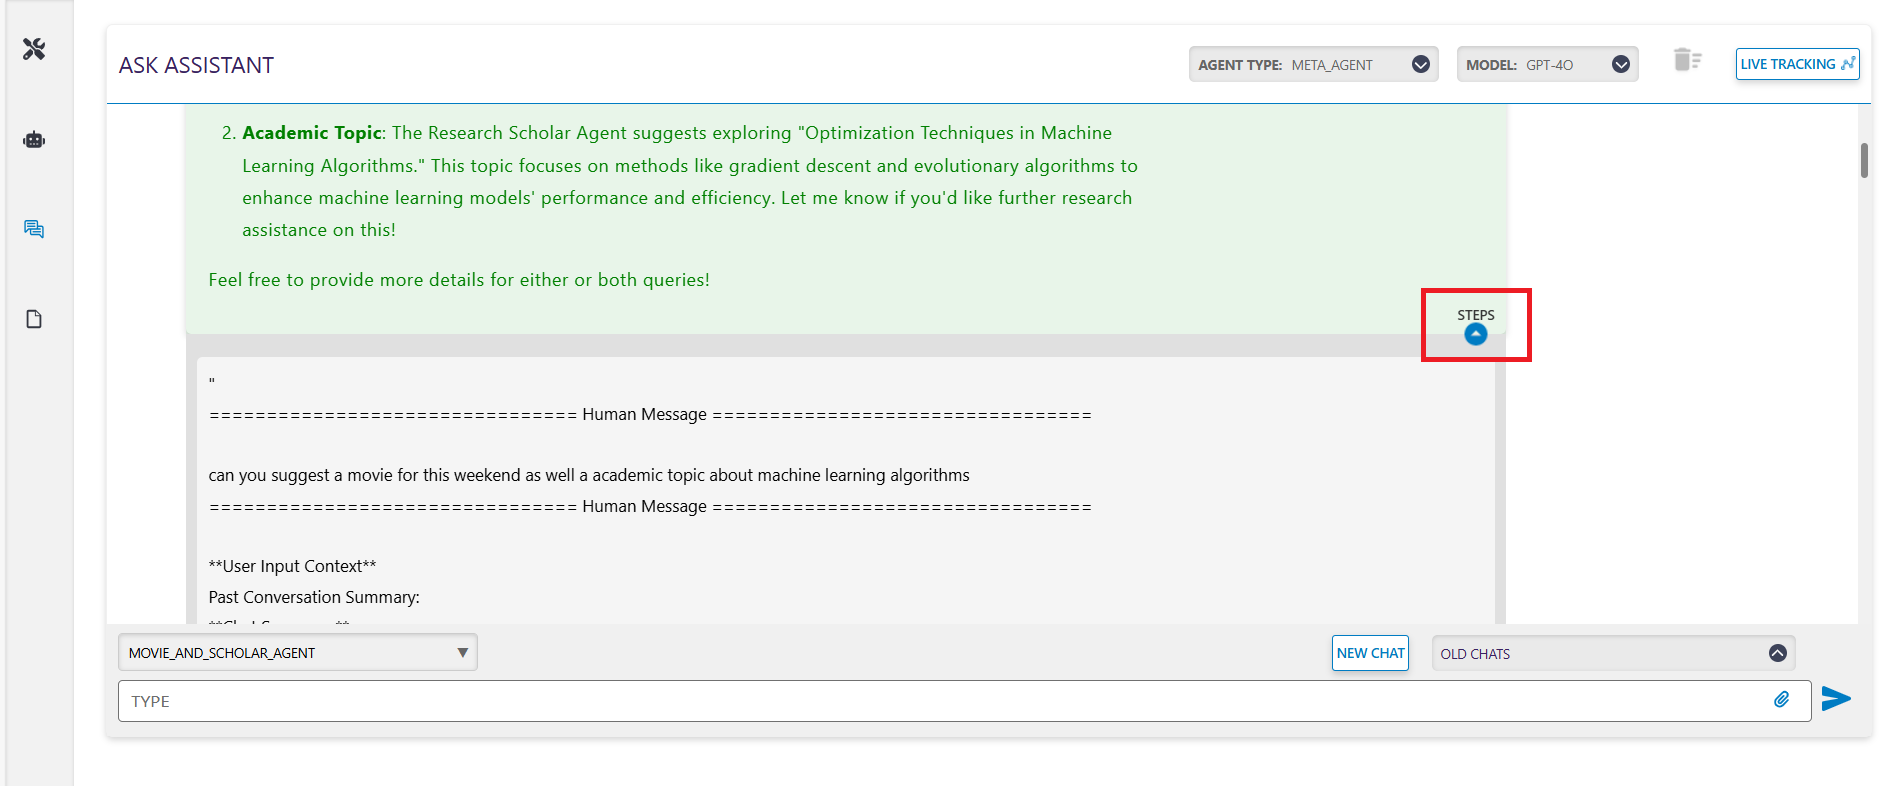 ASK ASSISTANT
AGENT TYPE: META_AGENT
MODEL: GPT-4O
LIVE TRACKING
2. Academic Topic: The Research Scholar Agent suggests exploring "Optimization Techniques in Machine
Learning Algorithms." This topic focuses on methods like gradient descent and evolutionary algorithms to
enhance machine learning models' performance and efficiency. Let me know if you'd like further research
assistance on this!
Feel free to provide more details for either or both queries!
STEPS
"
================================ Human Message =================================
can you suggest a movie for this weekend as well a academic topic about machine learning algorithms
================================ Human Message =================================
**User Input Context**
Past Conversation Summary:
MOVIE_AND_SCHOLAR_AGENT
NEW CHAT
OLD CHATS
TYPE